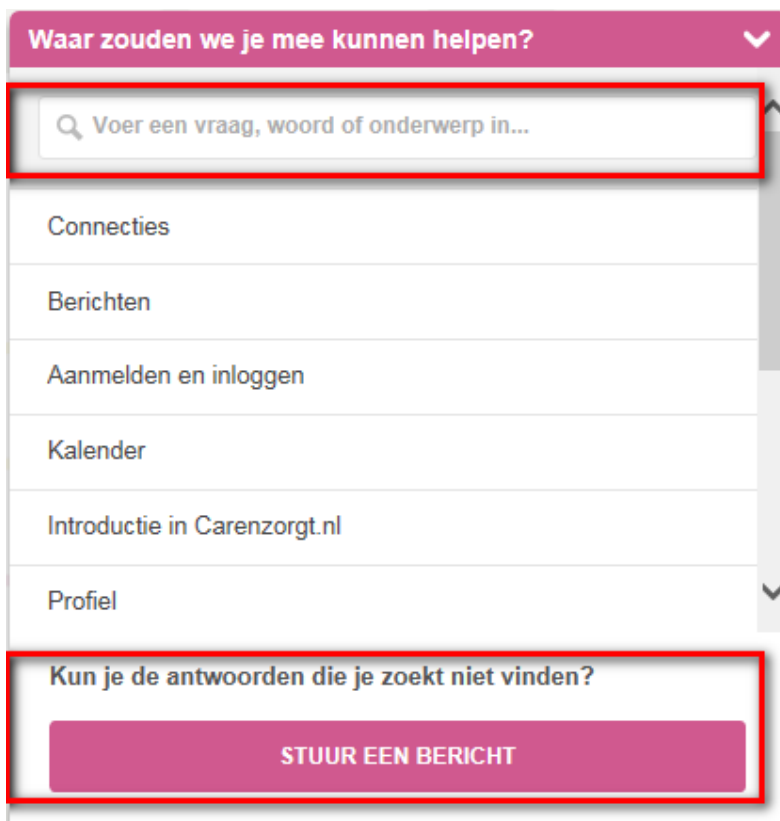 Waar zouden we je mee kunnen helpen?
Voer een vraag, woord of onderwerp in...
Connecties
Berichten
Aanmelden en inloggen
Kalender
Introductie in Carenzorgt.nl
Profiel
Kun je de antwoorden die je zoekt niet vinden?
STUUR EEN BERICHT